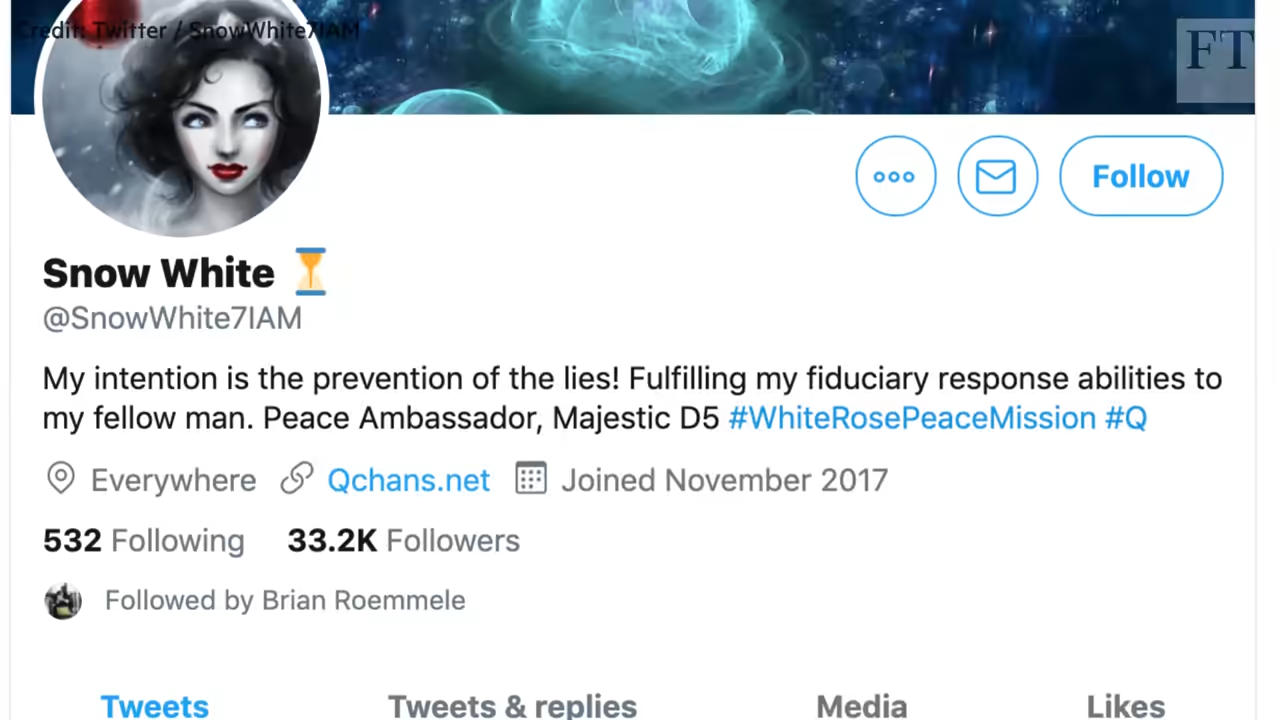 Credit: Twitter / SnowWhite7IAM
FT
Follow
Snow White ⏳
@SnowWhite7IAM
My intention is the prevention of the lies! Fulfilling my fiduciary response abilities to
my fellow man. Peace Ambassador, Majestic D5 #WhiteRosePeaceMission #Q
Everywhere Qchans.net Joined November 2017
532 Following 33.2K Followers
Followed by Brian Roemmele
Tweets Tweets & replies Media Likes